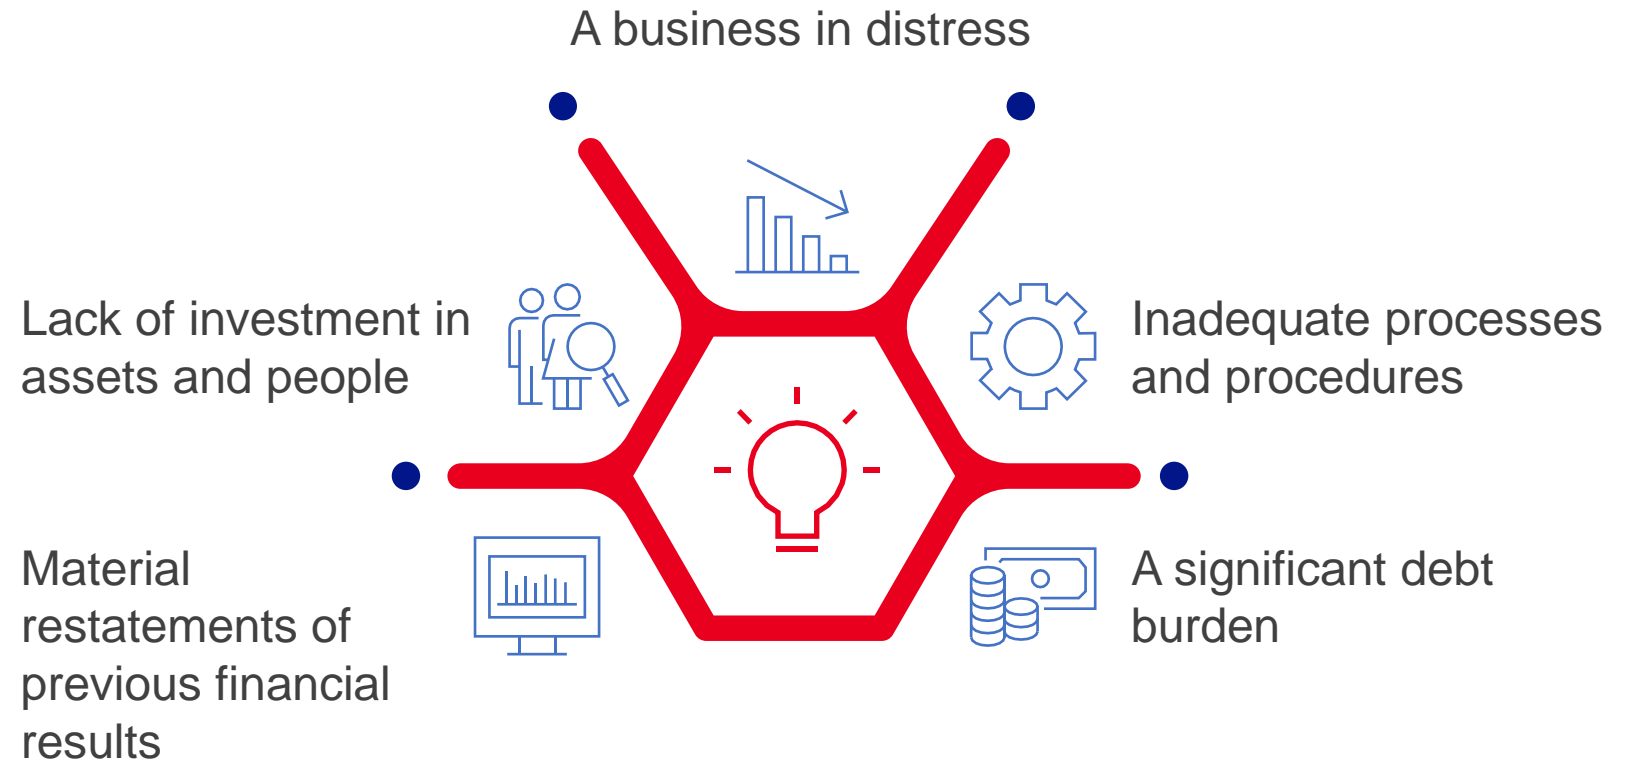 A business in distress
Lack of investment in
assets and people
Inadequate processes
and procedures
Material
restatements of
previous financial
results
A significant debt
burden